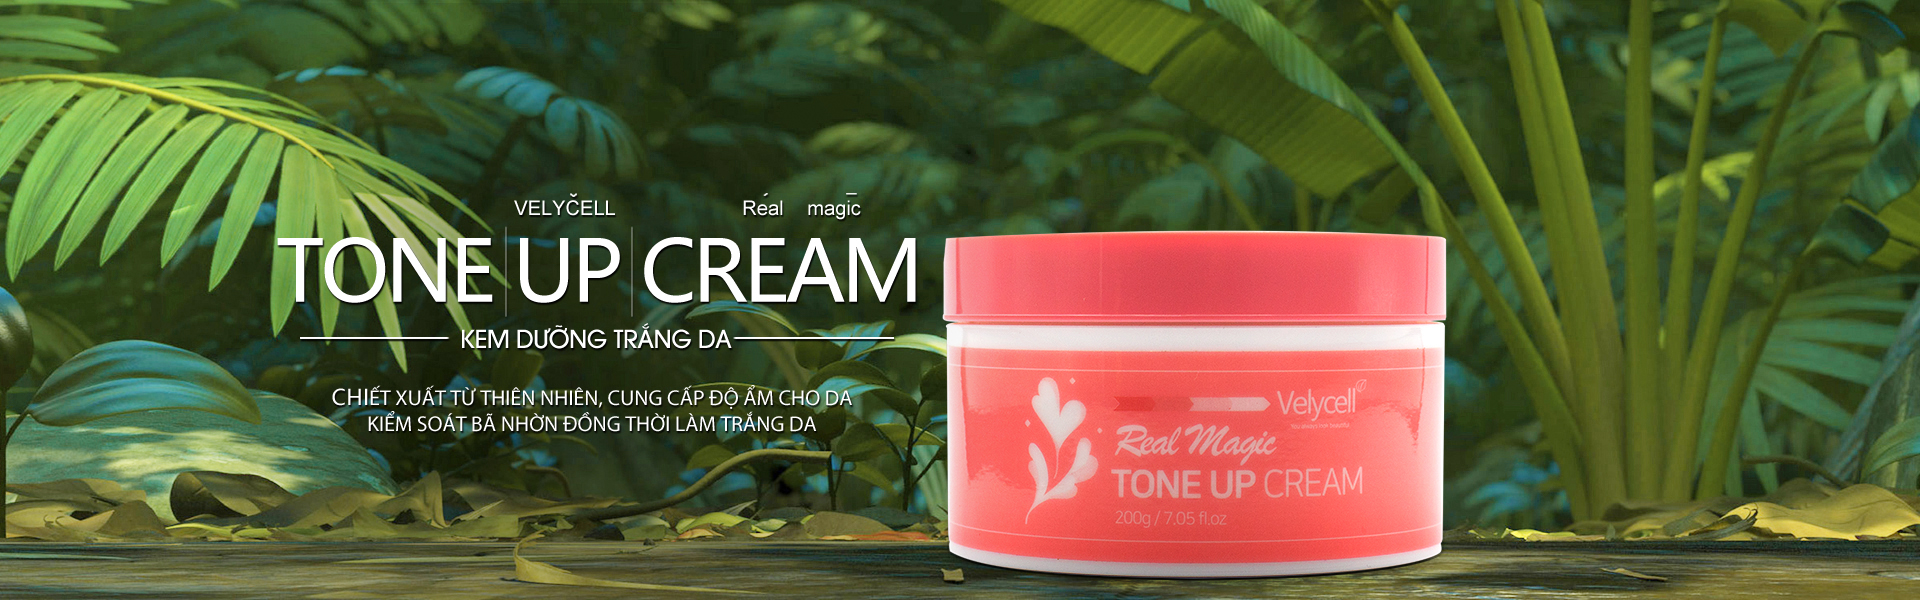 VELYČELL Réal magīc
TONE UP CREAM
KEM DƯỠNG TRẮNG DA
CHIẾT XUẤT TỪ THIÊN NHIÊN, CUNG CẤP ĐỘ ẨM CHO DA
KIỂM SOÁT BÃ NHỜN ĐỒNG THỜI LÀM TRẮNG DA
Velycell
Real Magic
TONE UP CREAM
200g / 7.05 fl.oz